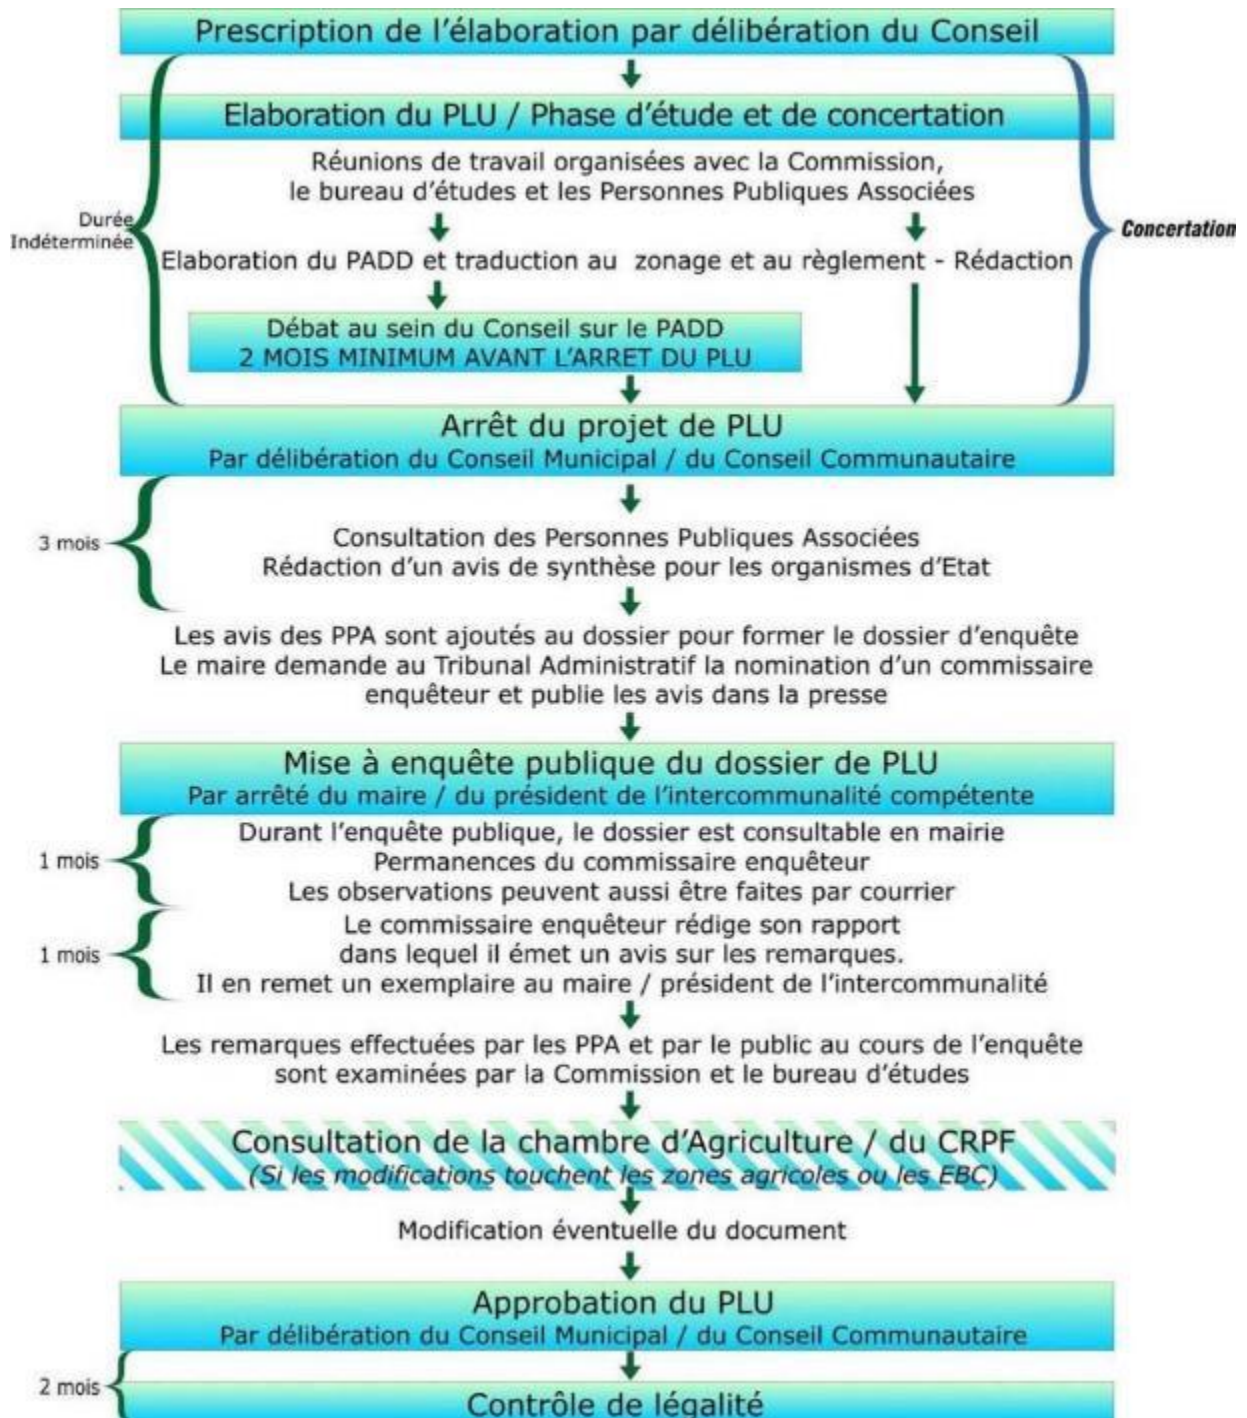 Prescription de l'élaboration par délibération du Conseil
Elaboration du PLU / Phase d'étude et de concertation
Réunions de travail organisées avec la Commission,
le bureau d'études et les Personnes Publiques Associées
Durée
Indéterminée
Concertation
Elaboration du PADD et traduction au zonage et au règlement - Rédaction
Débat au sein du Conseil sur le PADD
2 MOIS MINIMUM AVANT L'ARRET DU PLU
Arrêt du projet de PLU
Par délibération du Conseil Municipal / du Conseil Communautaire
3 mois
Consultation des Personnes Publiques Associées
Rédaction d'un avis de synthèse pour les organismes d'Etat
Les avis des PPA sont ajoutés au dossier pour former le dossier d'enquête
Le maire demande au Tribunal Administratif la nomination d'un commissaire
enquêteur et publie les avis dans la presse
Mise à enquête publique du dossier de PLU
Par arrêté du maire / du président de l'intercommunalité compétente
1 mois
Durant l'enquête publique, le dossier est consultable en mairie
Permanences du commissaire enquêteur
Les observations peuvent aussi être faites par courrier
1 mois
Le commissaire enquêteur rédige son rapport
dans lequel il émet un avis sur les remarques.
Il en remet un exemplaire au maire / président de l'intercommunalité
Les remarques effectuées par les PPA et par le public au cours de l'enquête
sont examinées par la Commission et le bureau d'études
Consultation de la chambre d'Agriculture / du CRPF
(Si les modifications touchent les zones agricoles ou les EBC)
Modification éventuelle du document
Approbation du PLU
Par délibération du Conseil Municipal / du Conseil Communautaire
2 mois
Contrôle de légalité